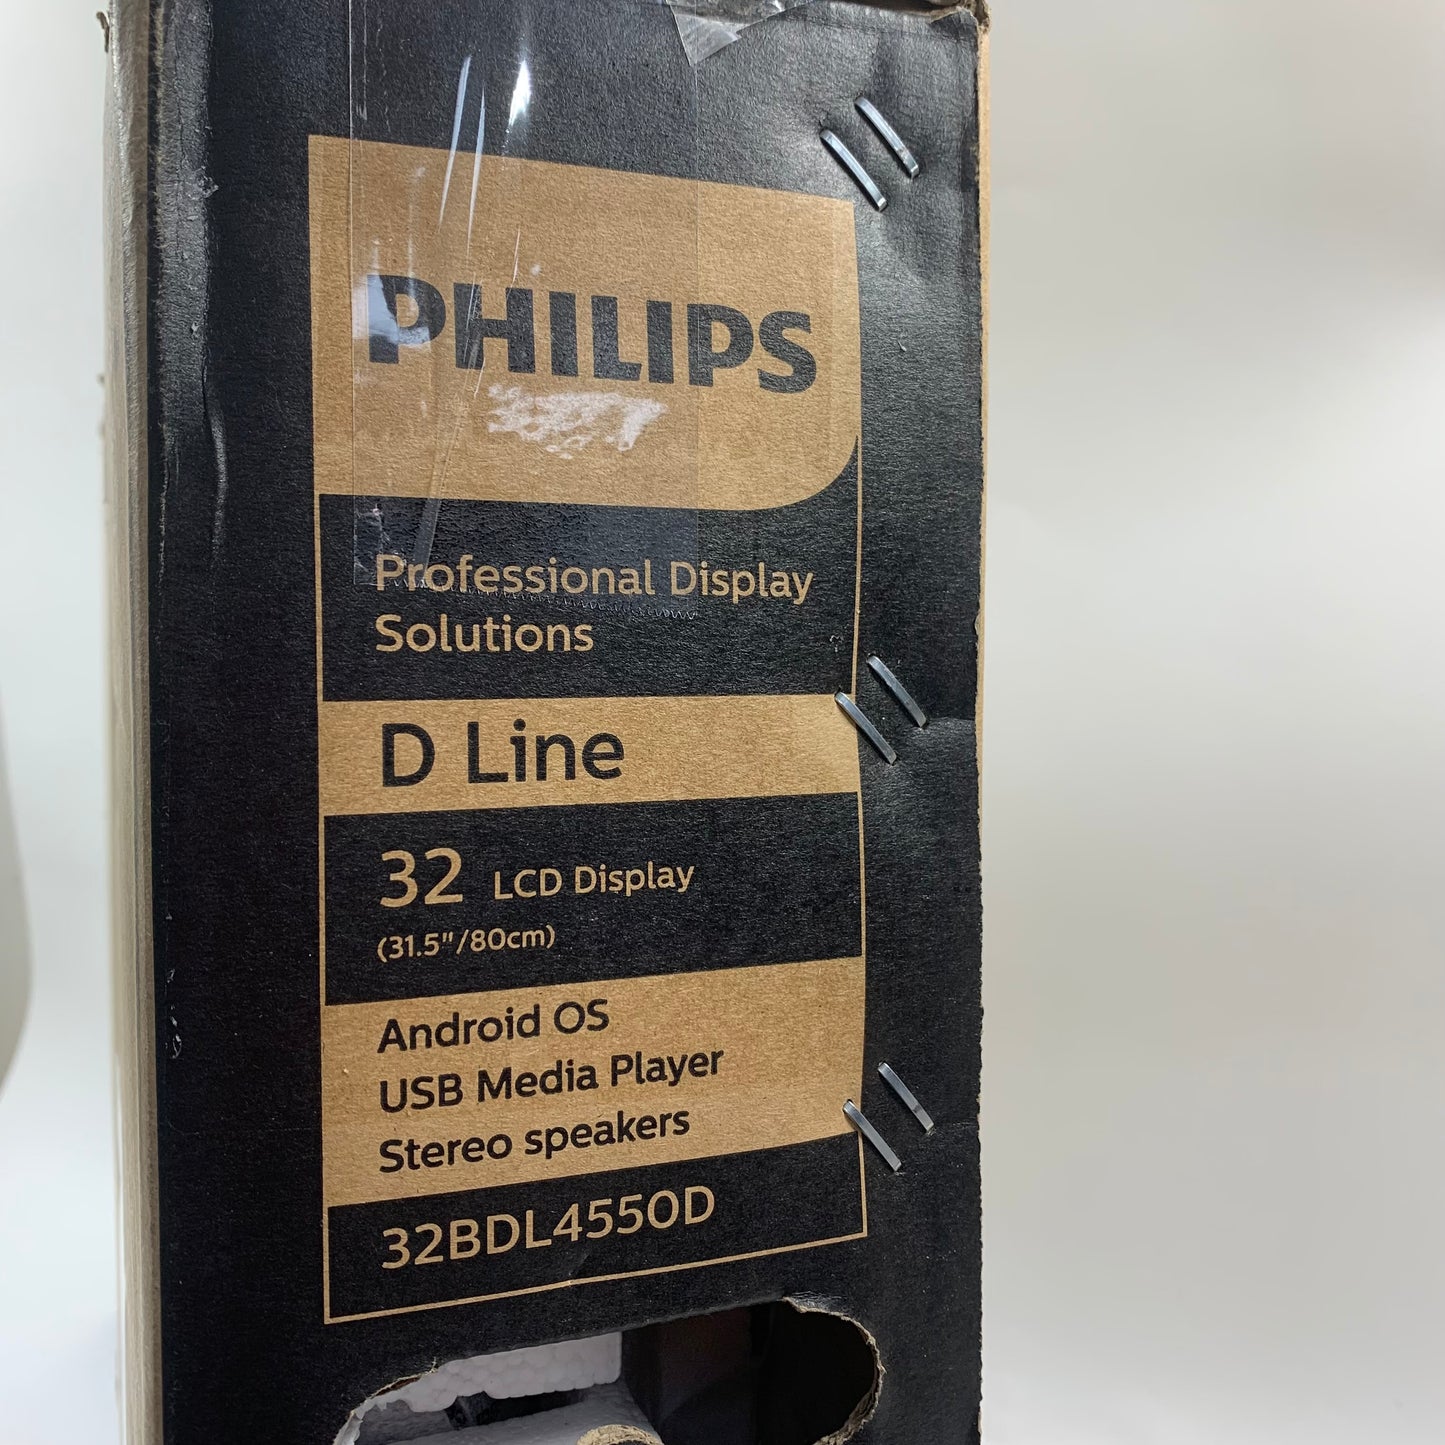 PHILIPS
Professional Display
Solutions
D Line
32 LCD Display
(31.5"/80cm)
Android OS
USB Media Player
Stereo speakers
32BDL4550D